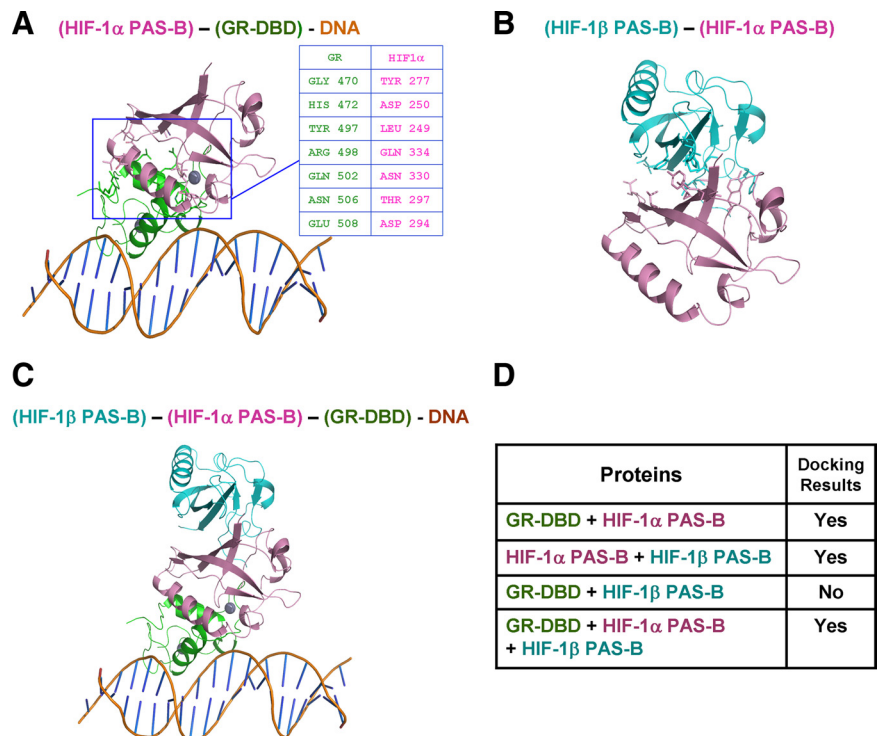 A
(HIF-1α PAS-B) – (GR-DBD) - DNA
GR HIF1α
GLY 470 TYR 277
HIS 472 ASP 250
TYR 497 LEU 249
ARG 498 GLN 334
GLN 502 ASN 330
ASN 506 THR 297
GLU 508 ASP 294
B
(HIF-1β PAS-B) – (HIF-1α PAS-B)
C
(HIF-1β PAS-B) – (HIF-1α PAS-B) – (GR-DBD) - DNA
D
Proteins Docking
Results
GR-DBD + HIF-1α PAS-B Yes
HIF-1α PAS-B + HIF-1β PAS-B Yes
GR-DBD + HIF-1β PAS-B No
GR-DBD + HIF-1α PAS-B Yes
+ HIF-1β PAS-B